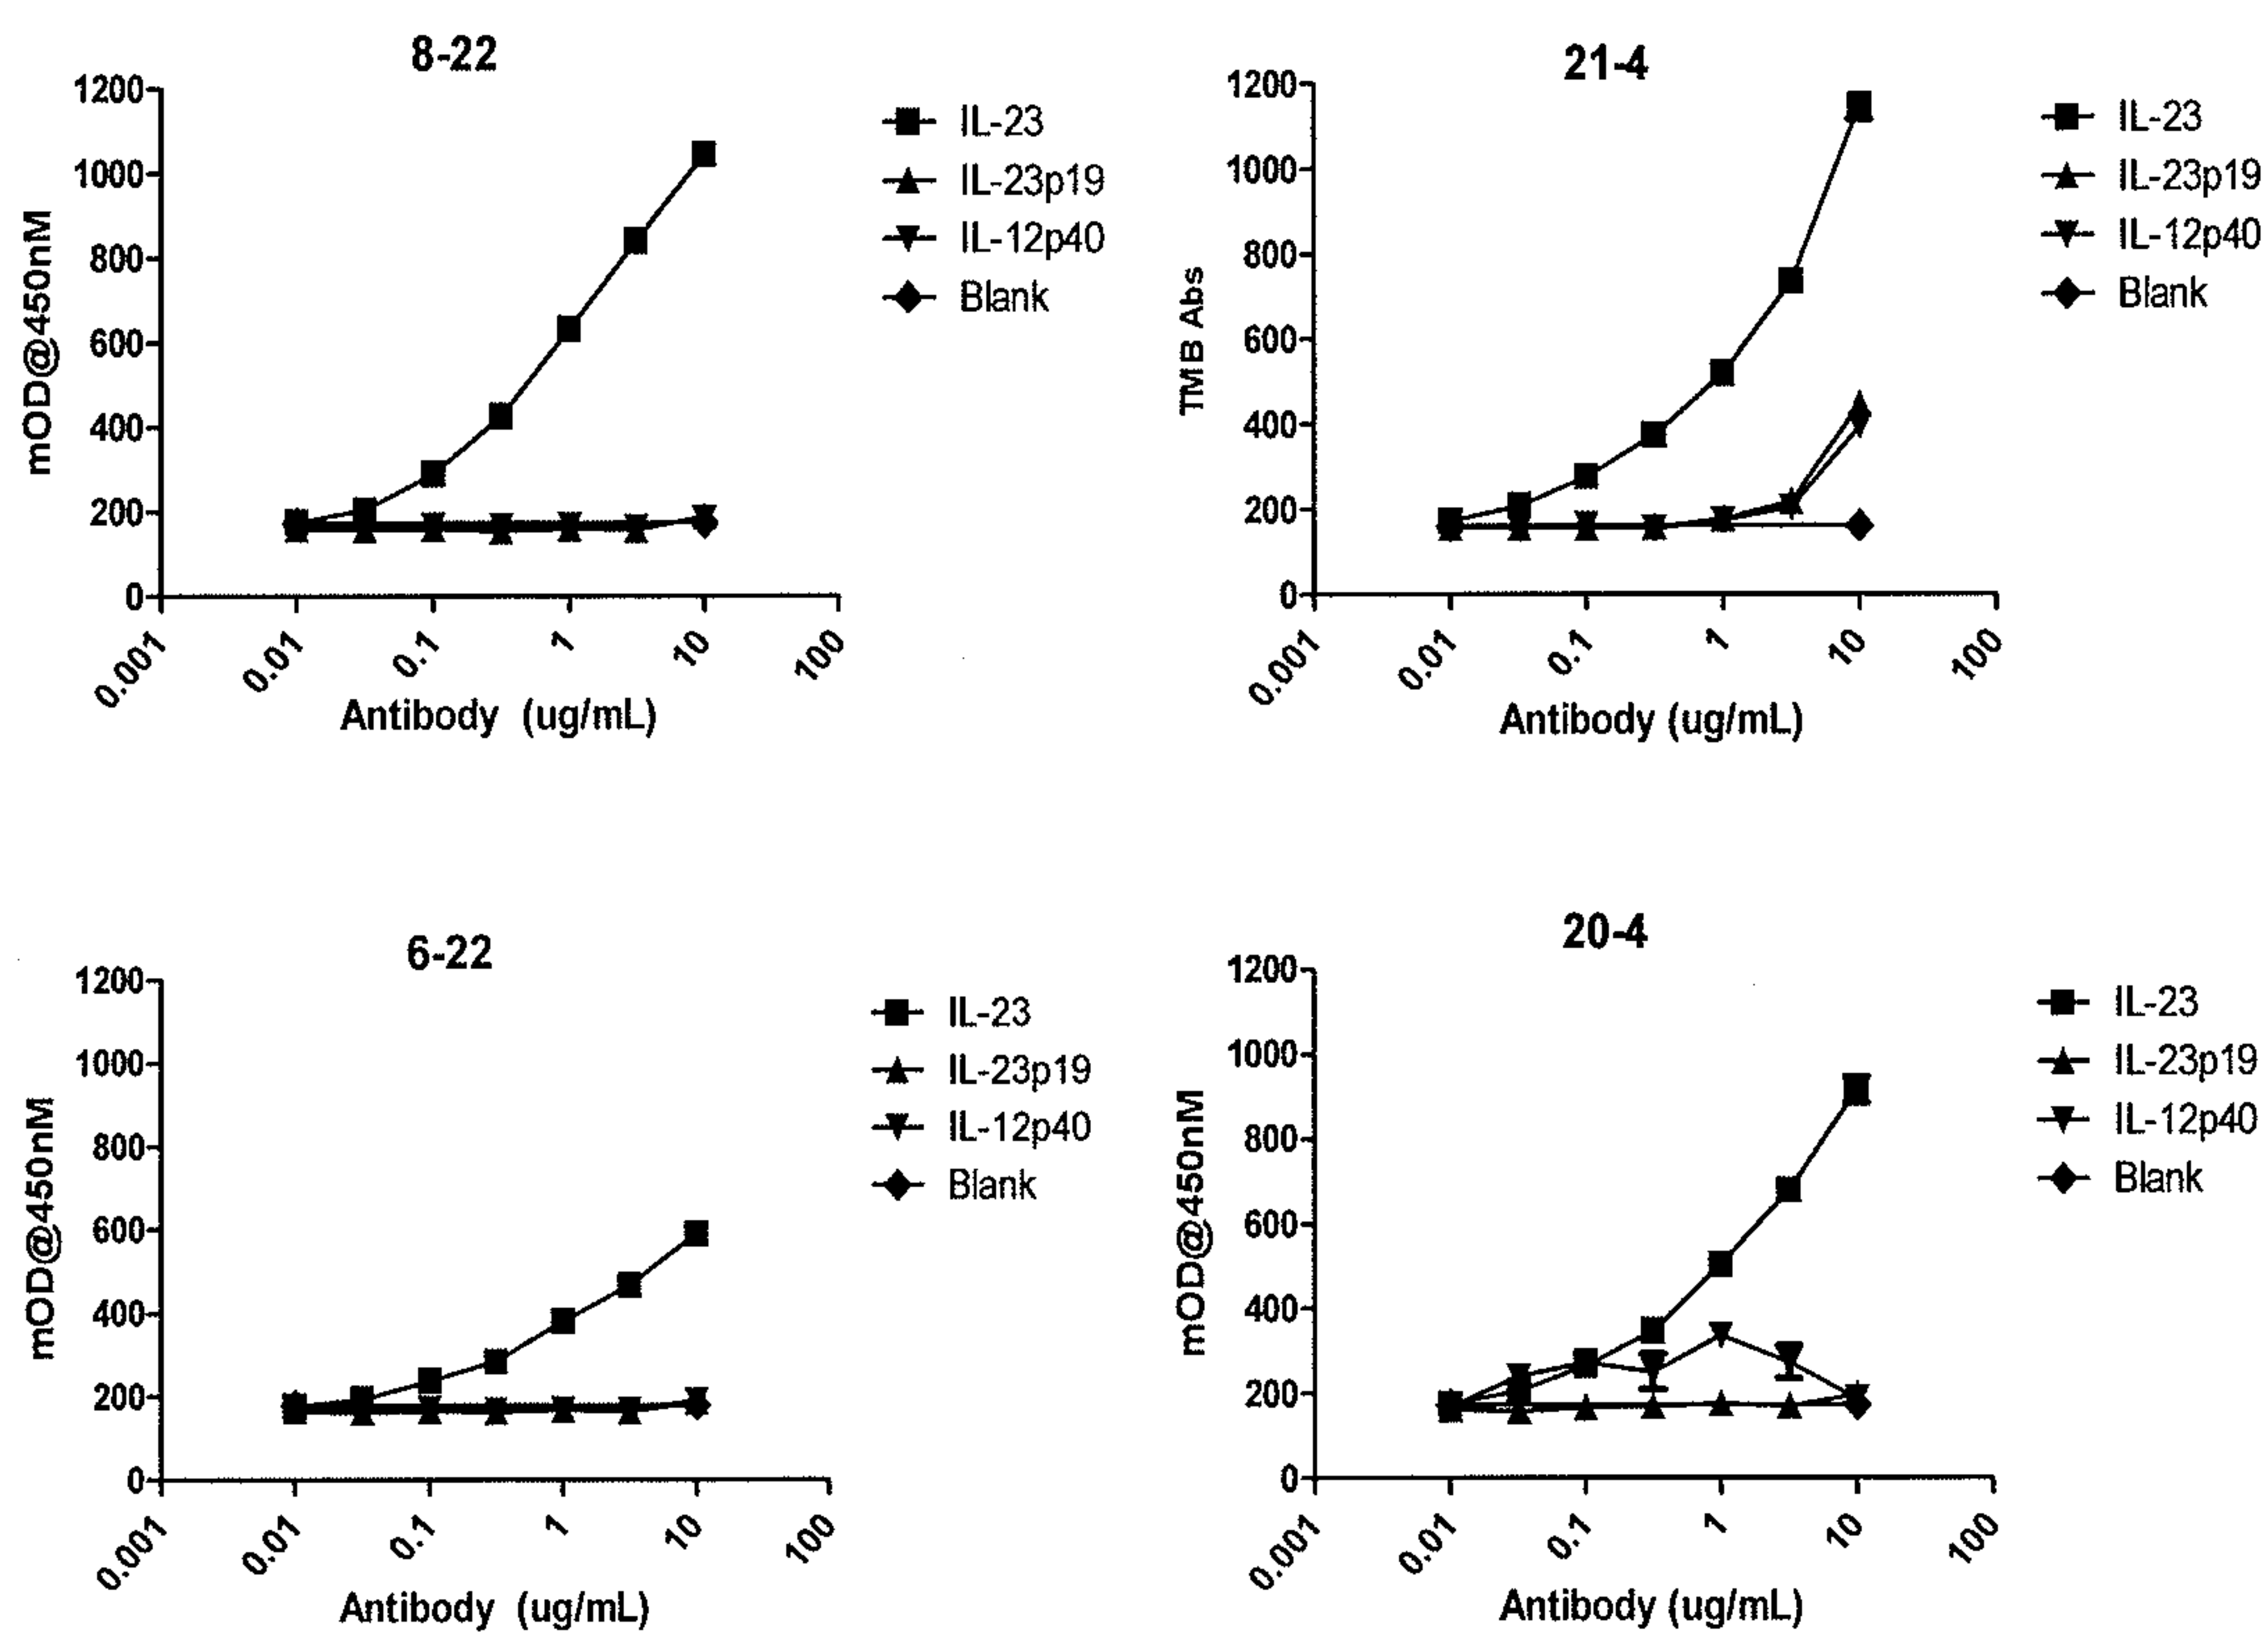 8-22
1200
1000
800
600
400
200
0
mOD@450nM
0.001
0.01
0.1
1
10
100
Antibody (ug/mL)
IL-23
IL-23p19
IL-12p40
Blank
21-4
1200
1000
800
600
400
200
0
TMB Abs
0.001
0.01
0.1
1
10
100
Antibody (ug/mL)
IL-23
IL-23p19
IL-12p40
Blank
6-22
1200
1000
800
600
400
200
0
mOD@450nM
0.001
0.01
0.1
1
10
100
Antibody (ug/mL)
IL-23
IL-23p19
IL-12p40
Blank
20-4
1200
1000
800
600
400
200
0
mOD@450nM
0.001
0.01
0.1
1
10
100
Antibody (ug/mL)
IL-23
IL-23p19
IL-12p40
Blank